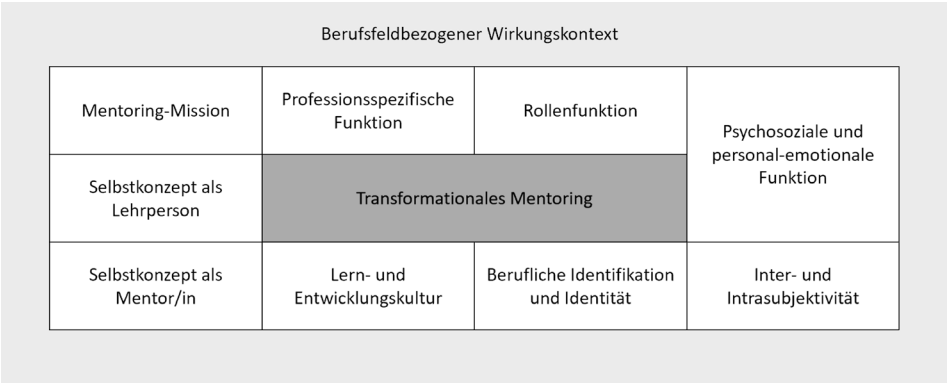 Berufsfeldbezogener Wirkungskontext
Mentoring-Mission
Professionsspezifische
Funktion
Rollenfunktion
Psychosoziale und
personal-emotionale
Funktion
Selbstkonzept als
Lehrperson
Transformationales Mentoring
Selbstkonzept als
Mentor/in
Lern- und
Entwicklungskultur
Berufliche Identifikation
und Identität
Inter- und
Intrasubjektivität